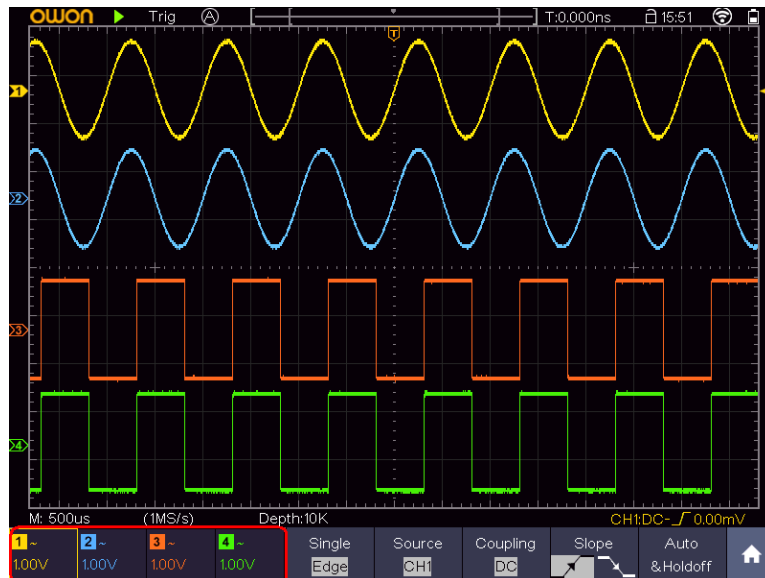 OWON Trig A T:0.000ns 15:51
T
1
2
3
4
M: 500us (1MS/s) Depth:10K CH1:DC- 0.00mV
1 ~ 2 ~ 3 ~ 4 ~ Single Source Coupling Slope Auto
1.00V 1.00V 1.00V 1.00V Edge CH1 DC &Holdoff